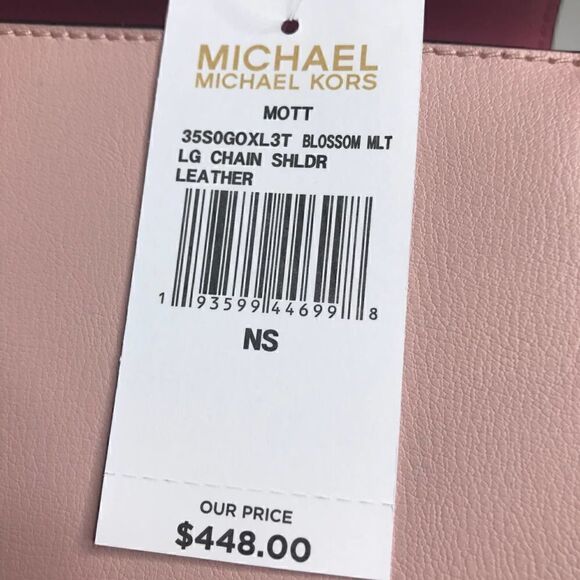 MICHAEL
MICHAEL KORS
MOTT
35S0GOXL3T BLOSSOM MLT
LG CHAIN SHLDR
LEATHER
1 93599 44699 8
NS
OUR PRICE
$448.00